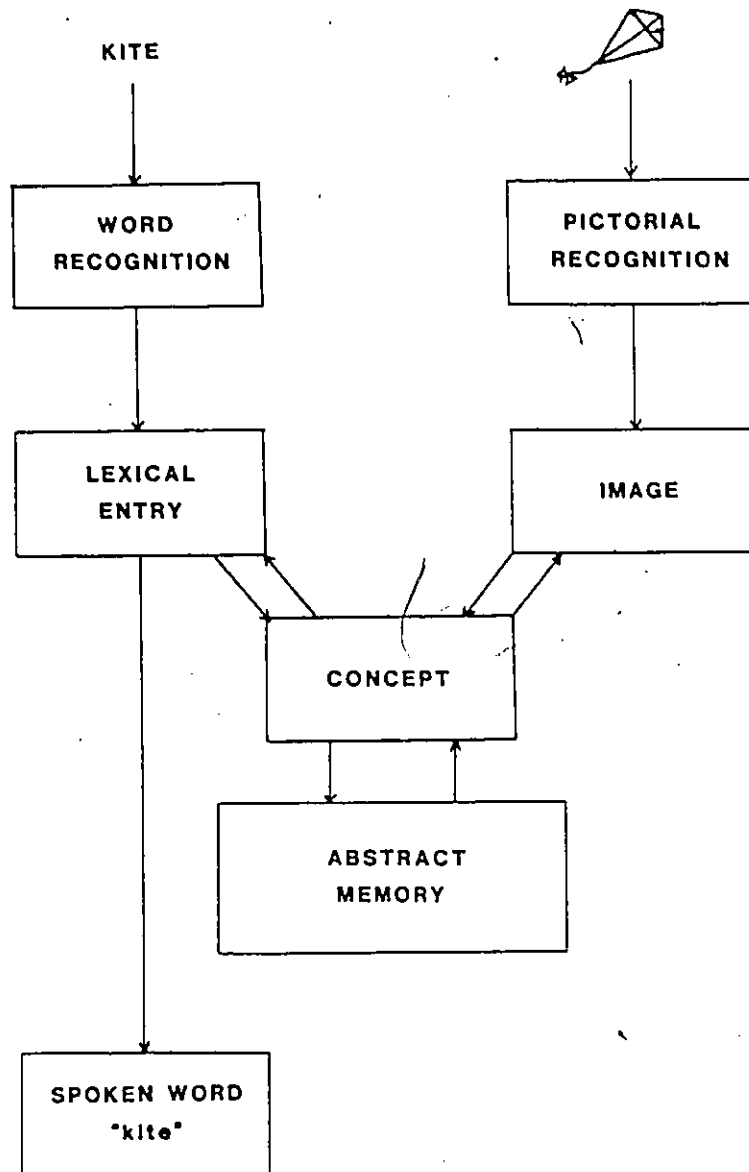 KITE
WORD
RECOGNITION
PICTORIAL
RECOGNITION
LEXICAL
ENTRY
IMAGE
CONCEPT
ABSTRACT
MEMORY
SPOKEN WORD
"kite"